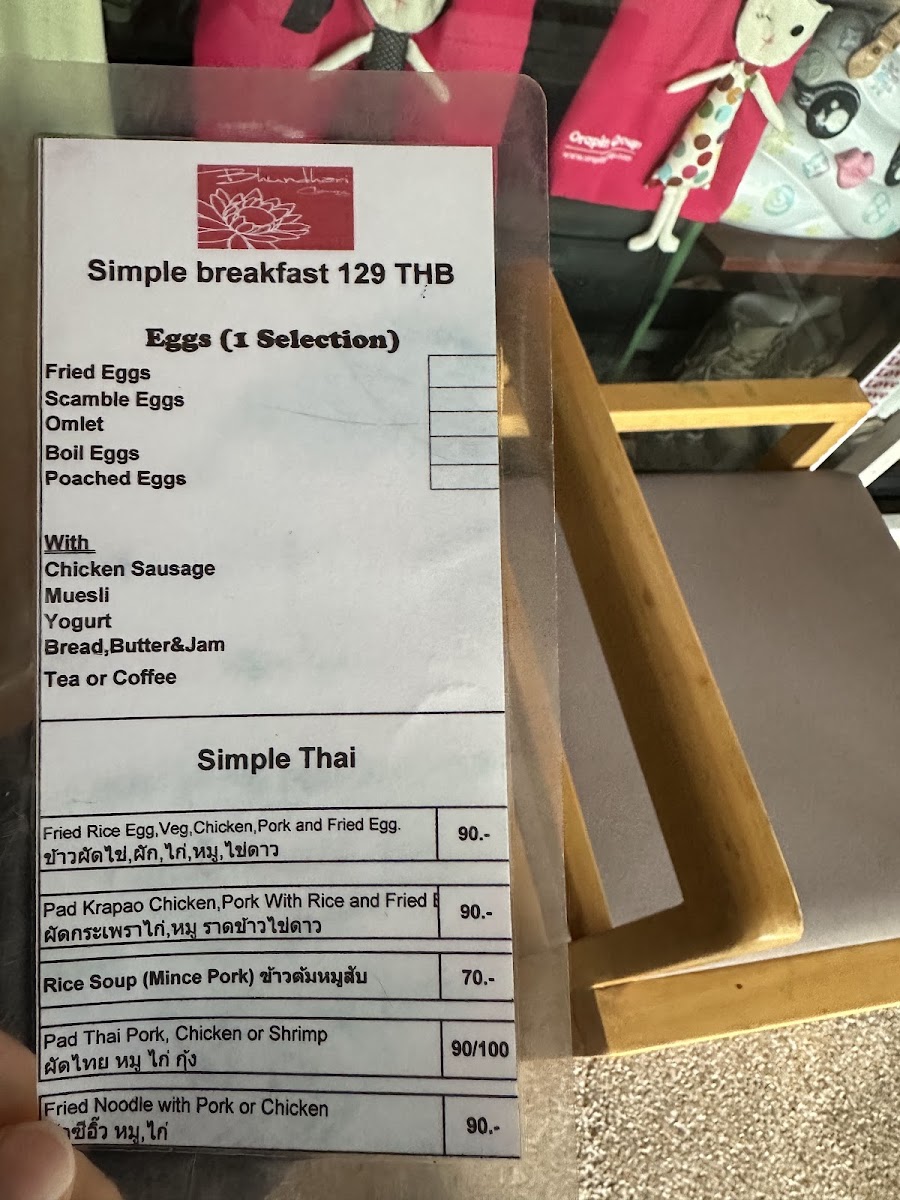 Bhunthari
Simple breakfast 129 THB
Eggs (1 Selection)
Fried Eggs
Scamble Eggs
Omlet
Boil Eggs
Poached Eggs
With
Chicken Sausage
Muesli
Yogurt
Bread,Butter&Jam
Tea or Coffee
Simple Thai
Fried Rice Egg,Veg,Chicken,Pork and Fried Egg. 90.-
ข้าวผัดไข่,ผัก,ไก่,หมู,ไข่ดาว
Pad Krapao Chicken,Pork With Rice and Fried 90.-
ผัดกระเพราไก่,หมู ราดข้าวไข่ดาว
Rice Soup (Mince Pork) ข้าวต้มหมูสับ 70.-
Pad Thai Pork, Chicken or Shrimp 90/100
ผัดไทย หมู ไก่ กุ้ง
Fried Noodle with Pork or Chicken 90.-
หมู,ไก่